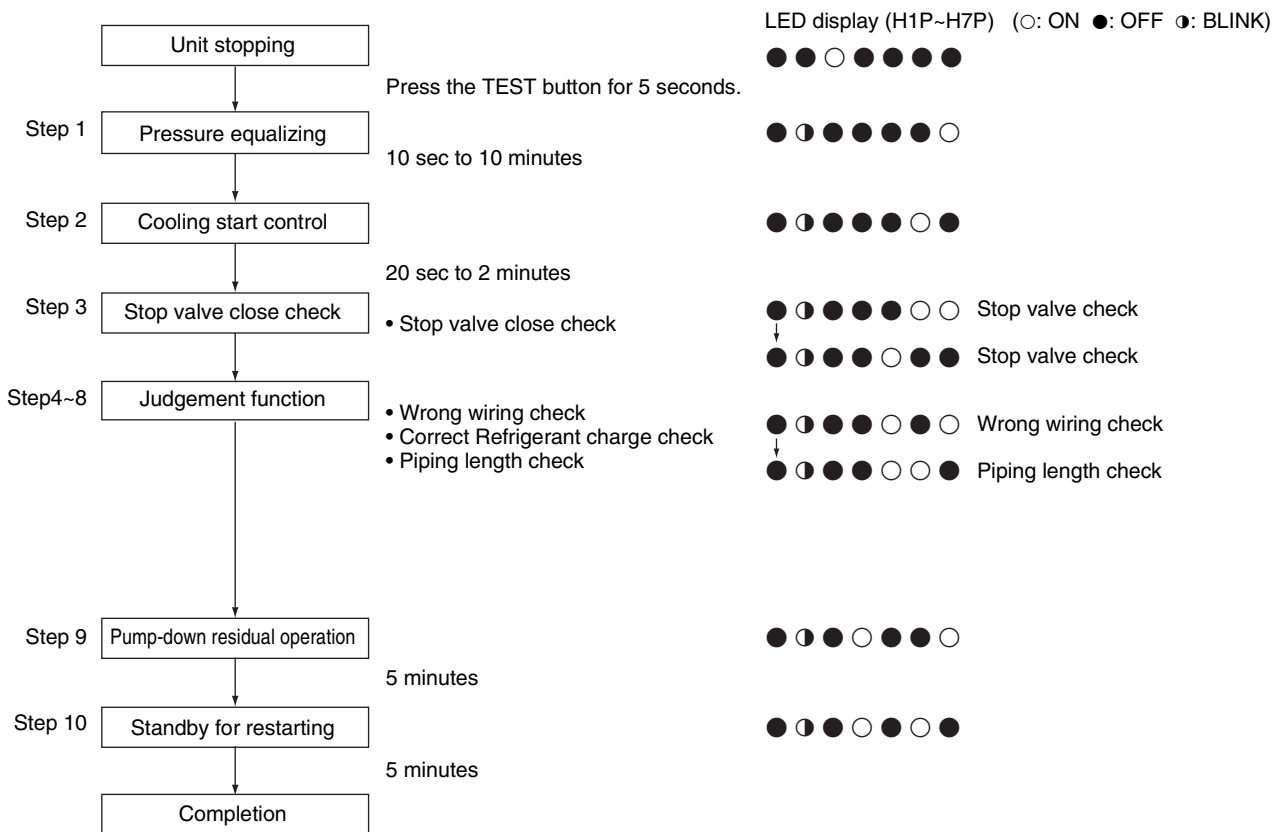 LED display (H1P~H7P) (○: ON ●: OFF ◑: BLINK)
Unit stopping
●●○●●●●
Press the TEST button for 5 seconds.
Step 1 Pressure equalizing
●◑●●●●○
10 sec to 10 minutes
Step 2 Cooling start control
●◑●●●○●
20 sec to 2 minutes
Step 3 Stop valve close check
• Stop valve close check
●◑●●●○○ Stop valve check
●◑●●○●● Stop valve check
Step4~8 Judgement function
• Wrong wiring check
• Correct Refrigerant charge check
• Piping length check
●◑●●○●○ Wrong wiring check
●◑●●○○● Piping length check
Step 9 Pump-down residual operation
●◑●○●●○
5 minutes
Step 10 Standby for restarting
●◑●○●○●
5 minutes
Completion